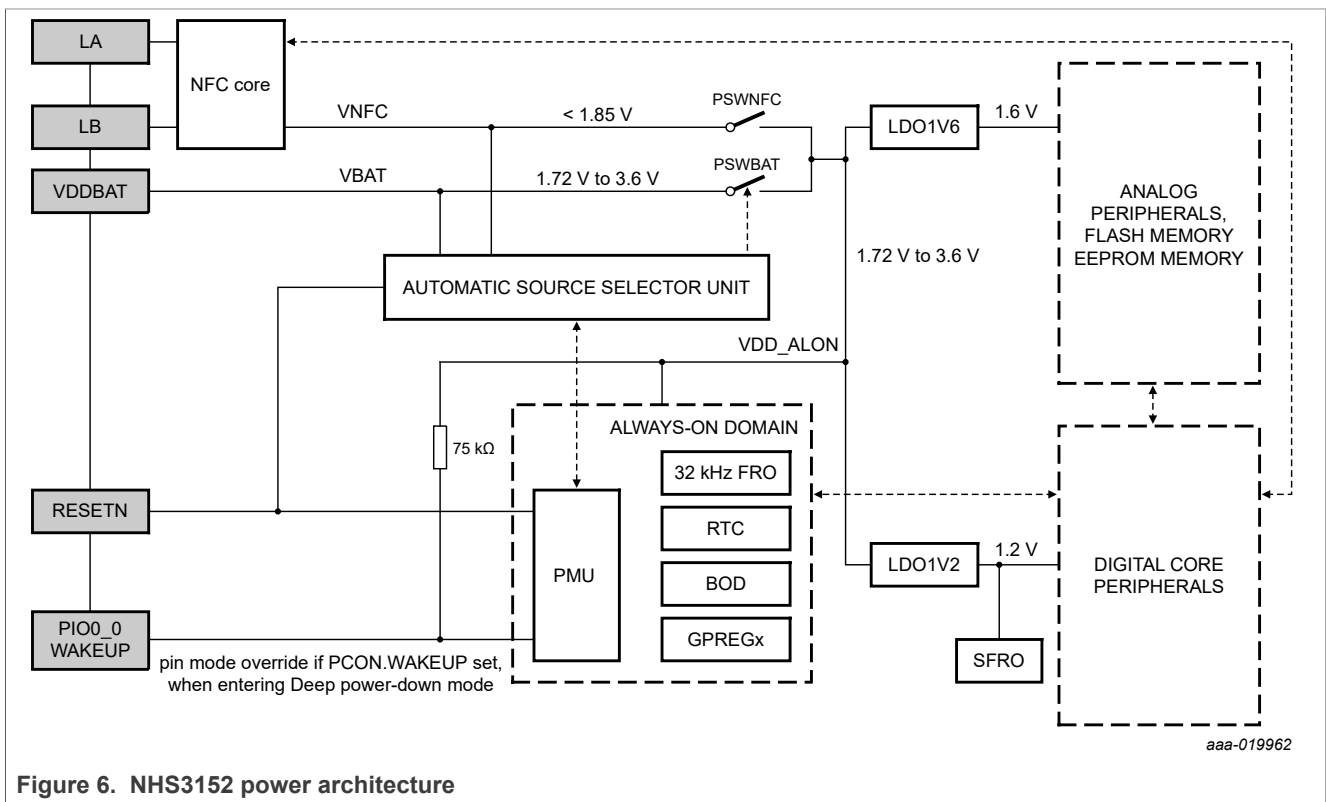 LA
NFC core
LB
VDDBAT
VNFC
< 1.85 V
PSWNFC
VBAT
1.72 V to 3.6 V
PSWBAT
LDO1V6
1.6 V
ANALOG
PERIPHERALS,
FLASH MEMORY
EEPROM MEMORY
1.72 V to 3.6 V
AUTOMATIC SOURCE SELECTOR UNIT
VDD_ALON
75 kΩ
ALWAYS-ON DOMAIN
32 kHz FRO
RTC
BOD
GPREGx
PMU
RESETN
PIO0_0
WAKEUP
pin mode override if PCON.WAKEUP set,
when entering Deep power-down mode
LDO1V2
1.2 V
SFRO
DIGITAL CORE
PERIPHERALS
aaa-019962
Figure 6. NHS3152 power architecture